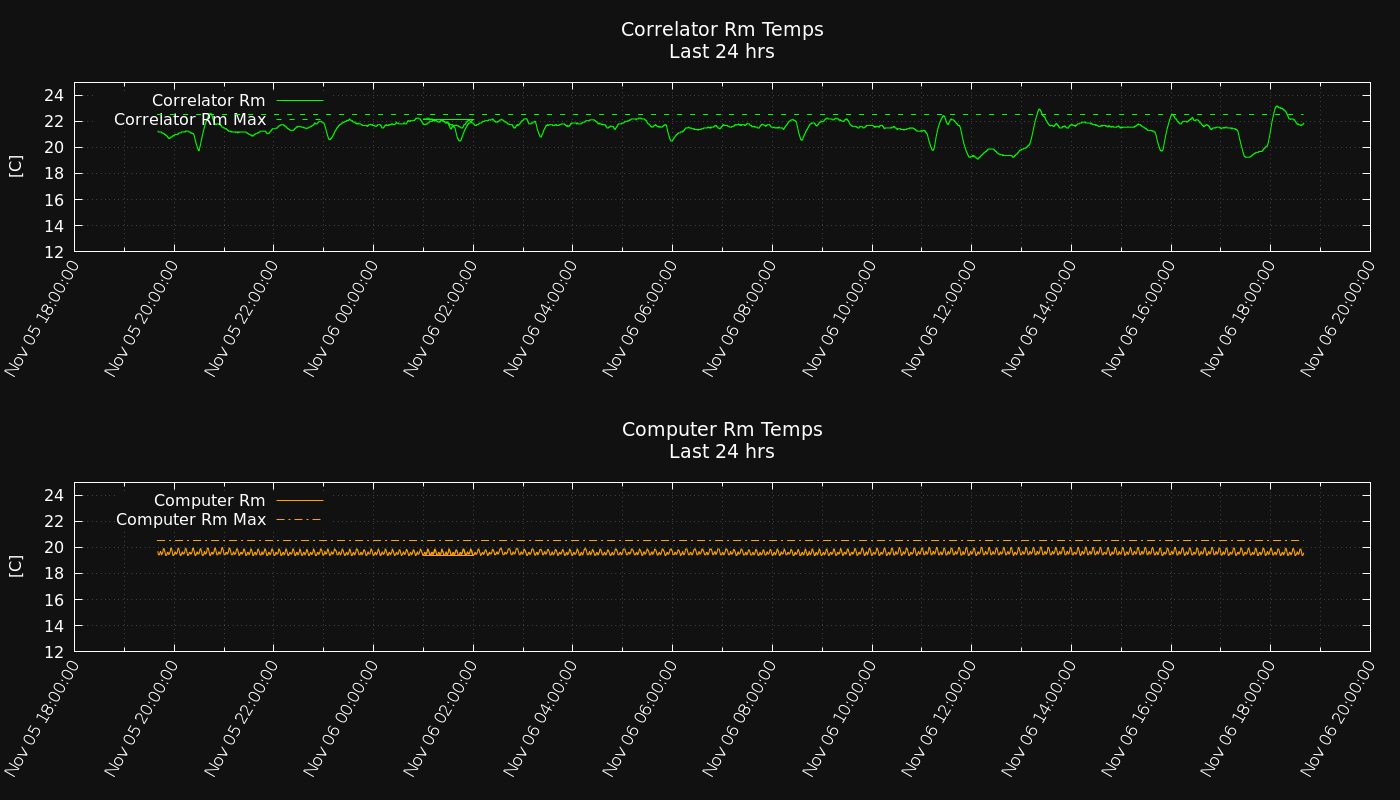 Correlator Rm Temps
Last 24 hrs
Correlator Rm
Correlator Rm Max
[C]
24
22
20
18
16
14
12
Nov 05 18:00:00
Nov 05 20:00:00
Nov 05 22:00:00
Nov 06 00:00:00
Nov 06 02:00:00
Nov 06 04:00:00
Nov 06 06:00:00
Nov 06 08:00:00
Nov 06 10:00:00
Nov 06 12:00:00
Nov 06 14:00:00
Nov 06 16:00:00
Nov 06 18:00:00
Nov 06 20:00:00
Computer Rm Temps
Last 24 hrs
Computer Rm
Computer Rm Max
[C]
24
22
20
18
16
14
12
Nov 05 18:00:00
Nov 05 20:00:00
Nov 05 22:00:00
Nov 06 00:00:00
Nov 06 02:00:00
Nov 06 04:00:00
Nov 06 06:00:00
Nov 06 08:00:00
Nov 06 10:00:00
Nov 06 12:00:00
Nov 06 14:00:00
Nov 06 16:00:00
Nov 06 18:00:00
Nov 06 20:00:00